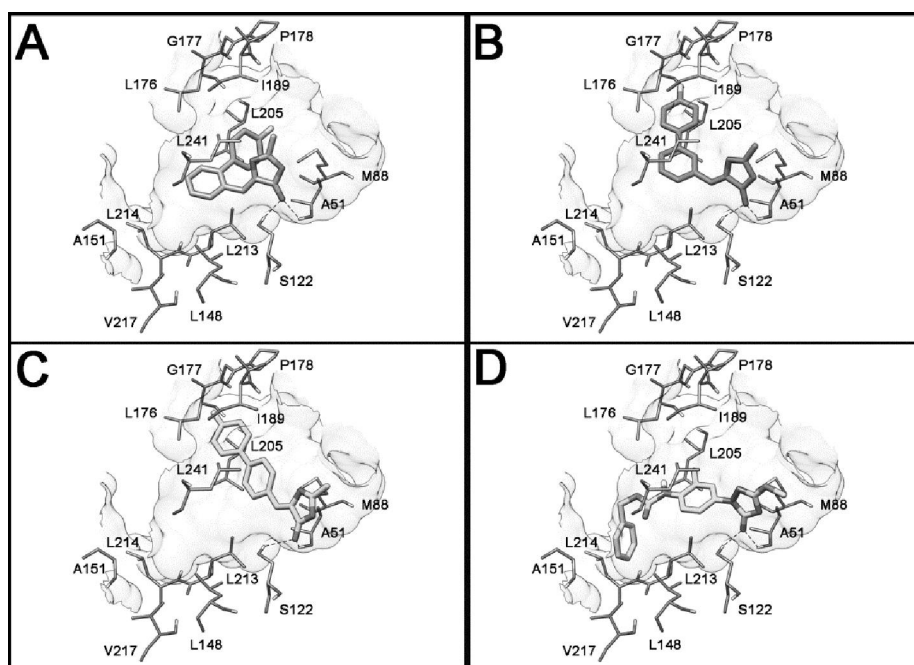 A
G177
P178
L176
I189
L205
L241
M88
A51
L214
A151
L213
S122
V217
L148
B
G177
P178
L176
I189
L205
L241
M88
A51
L214
A151
L213
S122
V217
L148
C
G177
P178
L176
I189
L205
L241
M88
A51
L214
A151
L213
S122
V217
L148
D
G177
P178
L176
I189
L205
L241
M88
A51
L214
A151
L213
S122
V217
L148